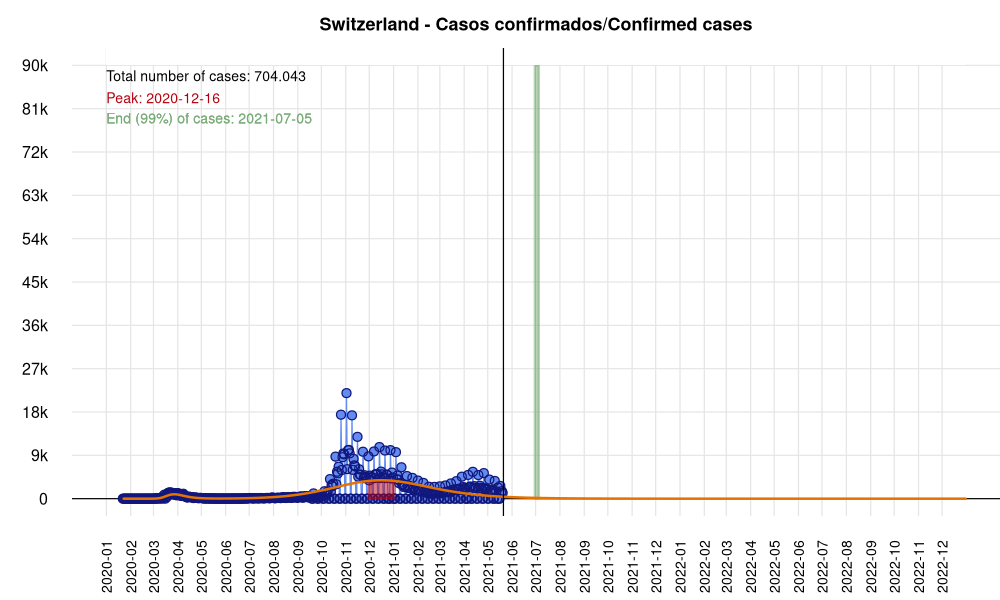 Switzerland - Casos confirmados/Confirmed cases
Total number of cases: 704.043
Peak: 2020-12-16
End (99%) of cases: 2021-07-05
90k
81k
72k
63k
54k
45k
36k
27k
18k
9k
0
2020-01
2020-02
2020-03
2020-04
2020-05
2020-06
2020-07
2020-08
2020-09
2020-10
2020-11
2020-12
2021-01
2021-02
2021-03
2021-04
2021-05
2021-06
2021-07
2021-08
2021-10
2021-11
2021-12
2022-01
2022-02
2022-03
2022-04
2022-05
2022-06
2022-07
2022-08
2022-09
2022-10
2022-11
2022-12